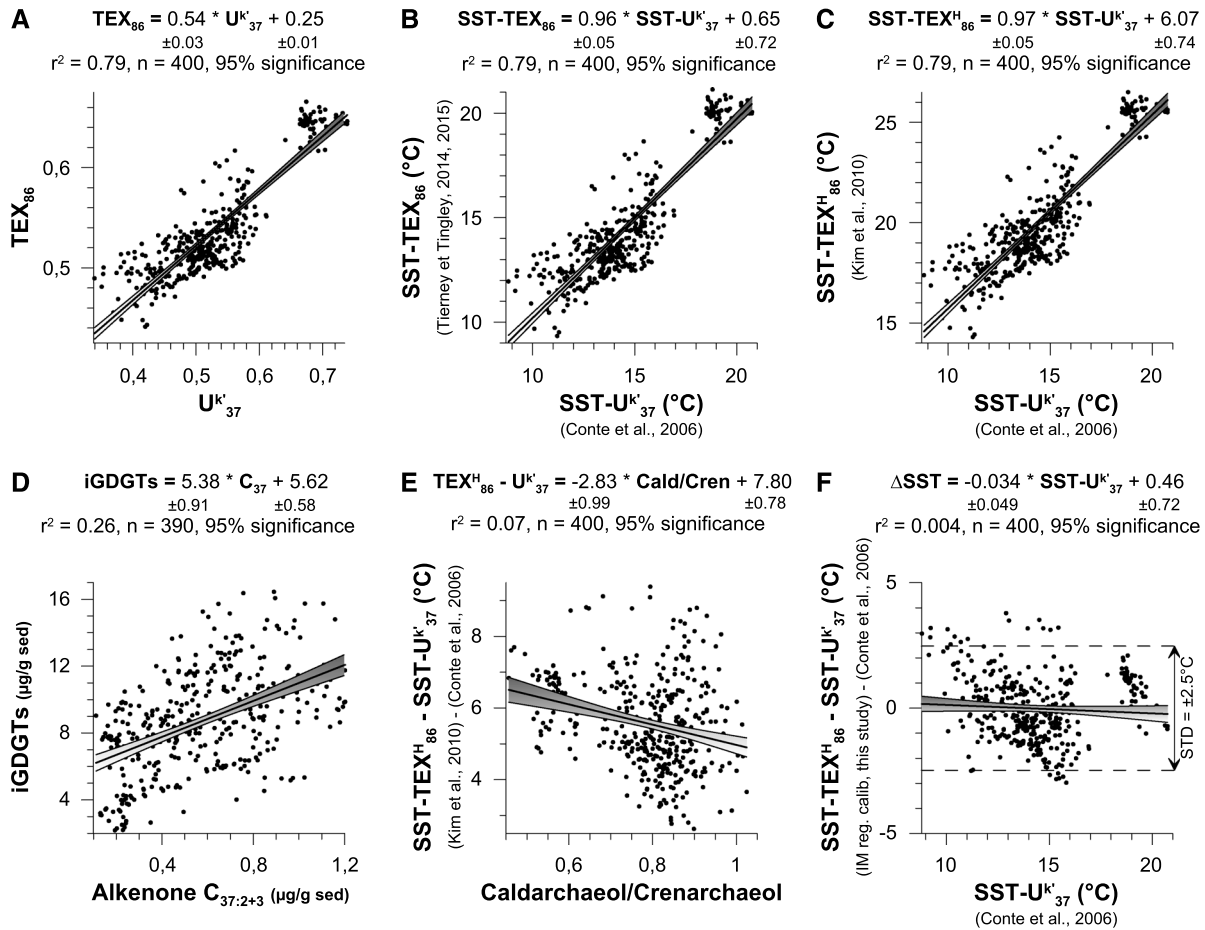 A
TEX86 = 0.54 * Uk'37 + 0.25
±0.03 ±0.01
r2 = 0.79, n = 400, 95% significance
TEX86
0,6
0,5
0,4 0,5 0,6 0,7
Uk'37
B
SST-TEX86 = 0.96 * SST-Uk'37 + 0.65
±0.05 ±0.72
r2 = 0.79, n = 400, 95% significance
SST-TEX86 (°C)
(Tierney et Tingley, 2014, 2015)
20
15
10
10 15 20
SST-Uk'37 (°C)
(Conte et al., 2006)
C
SST-TEXH86 = 0.97 * SST-Uk'37 + 6.07
±0.05 ±0.74
r2 = 0.79, n = 400, 95% significance
SST-TEXH86 (°C)
(Kim et al., 2010)
25
20
15
10 15 20
SST-Uk'37 (°C)
(Conte et al., 2006)
D
iGDGTs = 5.38 * C37 + 5.62
±0.91 ±0.58
r2 = 0.26, n = 390, 95% significance
iGDGTs (µg/g sed)
16
12
8
4
0,4 0,8 1,2
Alkenone C37:2+3 (µg/g sed)
E
TEXH86 - Uk'37 = -2.83 * Cald/Cren + 7.80
±0.99 ±0.78
r2 = 0.07, n = 400, 95% significance
SST-TEXH86 - SST-Uk'37 (°C)
(Kim et al., 2010) - (Conte et al., 2006)
8
6
4
0,6 0,8 1
Caldarchaeol/Crenarchaeol
F
ΔSST = -0.034 * SST-Uk'37 + 0.46
±0.049 ±0.72
r2 = 0.004, n = 400, 95% significance
SST-TEXH86 - SST-Uk'37 (°C)
(IM reg. calib, this study) - (Conte et al., 2006)
5
0
-5
STD = ±2.5°C
10 15 20
SST-Uk'37 (°C)
(Conte et al., 2006)